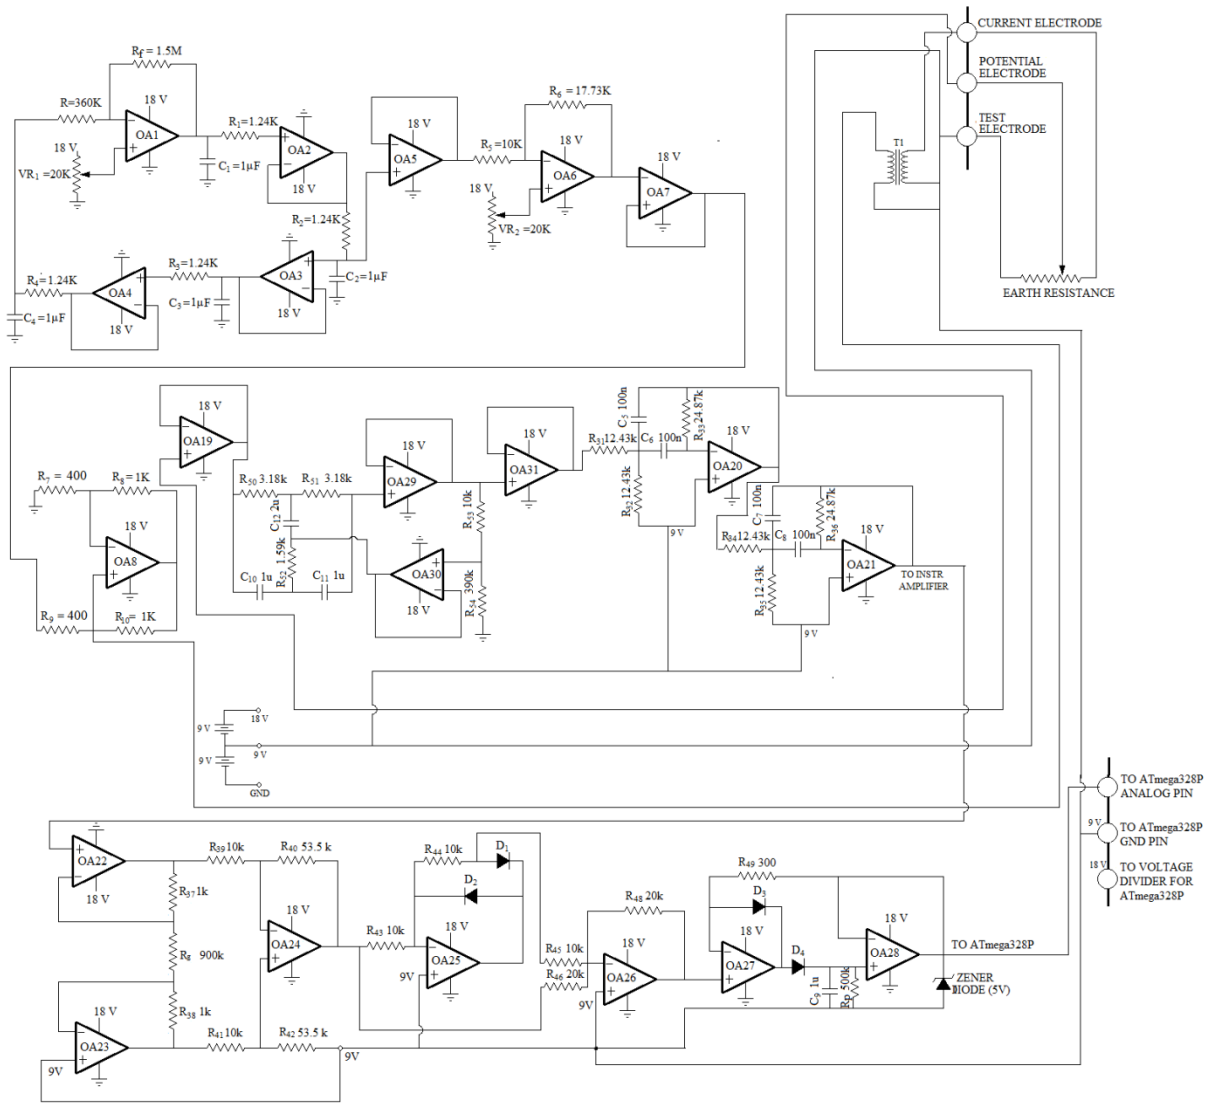 CURRENT ELECTRODE
POTENTIAL
ELECTRODE
TEST
ELECTRODE
T1
EARTH RESISTANCE
Rf = 1.5M
R=360K
18 V
OA1
18 V
VR1 =20K
R1=1.24K
C1=1µF
OA2
18 V
R2=1.24K
18 V
OA5
R5=10K
R6 = 17.73K
18 V
OA6
18 V
VR2 =20K
18 V
OA7
R4=1.24K
C4=1µF
OA4
18 V
R3=1.24K
C3=1µF
OA3
18 V
C2=1µF
18 V
OA19
R7 = 400
R8=1K
18 V
OA8
R9 = 400
R10= 1K
R50 3.18k
R51 3.18k
C12 2u
R52 1.59k
C10 1u
C11 1u
18 V
OA29
R53 10k
OA30
18 V
R54 390k
18 V
OA31
R31 12.43k
C5 100n
C6 100n
R33 24.87k
R32 12.43k
18 V
OA20
9 V
C7 100n
R34 12.43k
C8 100n
R36 24.87k
R35 12.43k
18 V
OA21
9 V
TO INSTR
AMPLIFIER
9 V
18 V
9 V
9 V
GND
TO ATmega328P
ANALOG PIN
9 V
TO ATmega328P
GND PIN
18 V
TO VOLTAGE
DIVIDER FOR
ATmega328P
OA22
18 V
R39 10k
R40 53.5 k
R37 1k
Rg 900k
R38 1k
18 V
OA24
18 V
OA23
9V
R41 10k
R42 53.5 k
9V
R43 10k
R44 10k
D1
D2
18 V
OA25
9V
R45 10k
R46 20k
R48 20k
18 V
OA26
9V
R49 300
D3
18 V
OA27
D4
C9 1u
Rp 500k
18 V
OA28
TO ATmega328P
ZENER
DIODE (5V)